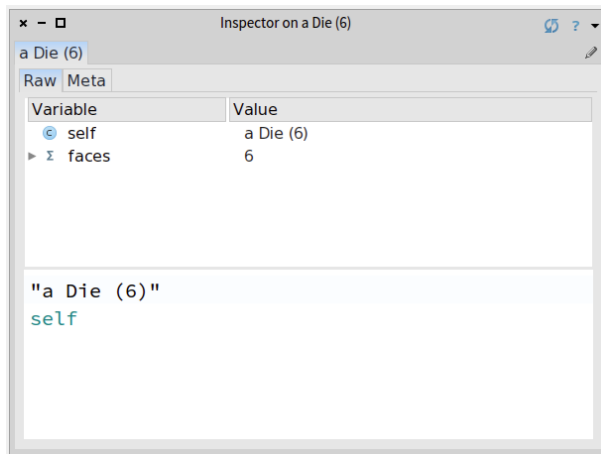 Inspector on a Die (6)
?
a Die (6)
Raw Meta
Variable Value
C self a Die (6)
Σ faces 6
"a Die (6)"
self